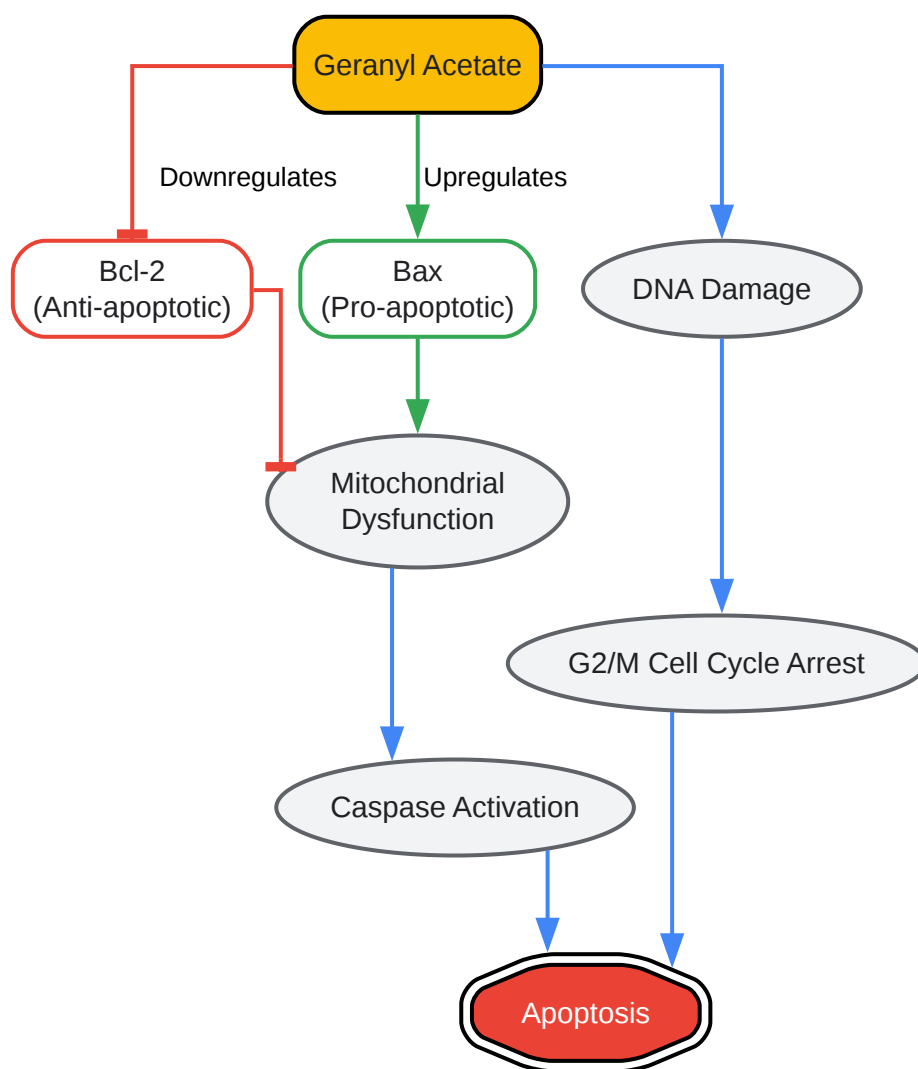 Geranyl Acetate
Downregulates
Upregulates
Bcl-2
(Anti-apoptotic)
Bax
(Pro-apoptotic)
DNA Damage
Mitochondrial
Dysfunction
G2/M Cell Cycle Arrest
Caspase Activation
Apoptosis